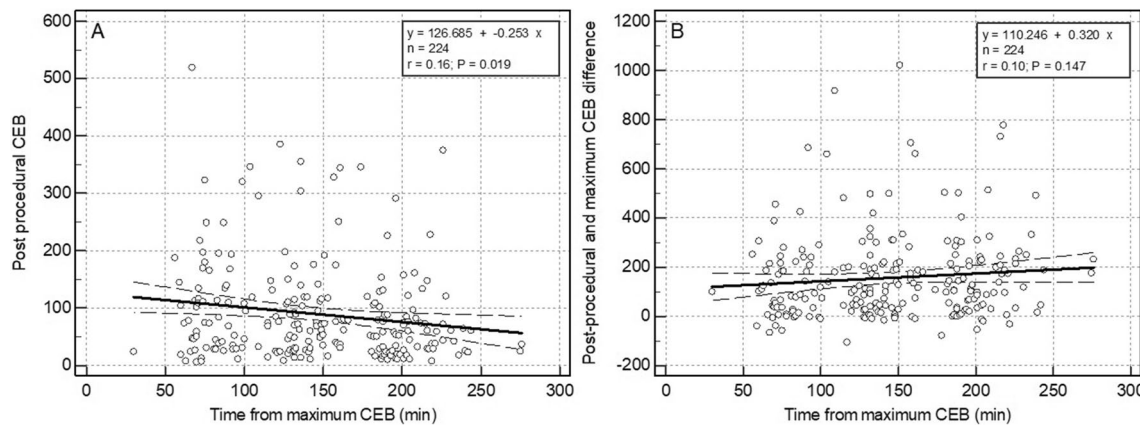 A
y = 126.685 + -0.253 x
n = 224
r = 0.16; P = 0.019
Post procedural CEB
600
500
400
300
200
100
0
0 50 100 150 200 250 300
Time from maximum CEB (min)
B
y = 110.246 + 0.320 x
n = 224
r = 0.10; P = 0.147
Post-procedural and maximum CEB difference
1200
1000
800
600
400
200
0
-200
0 50 100 150 200 250 300
Time from maximum CEB (min)